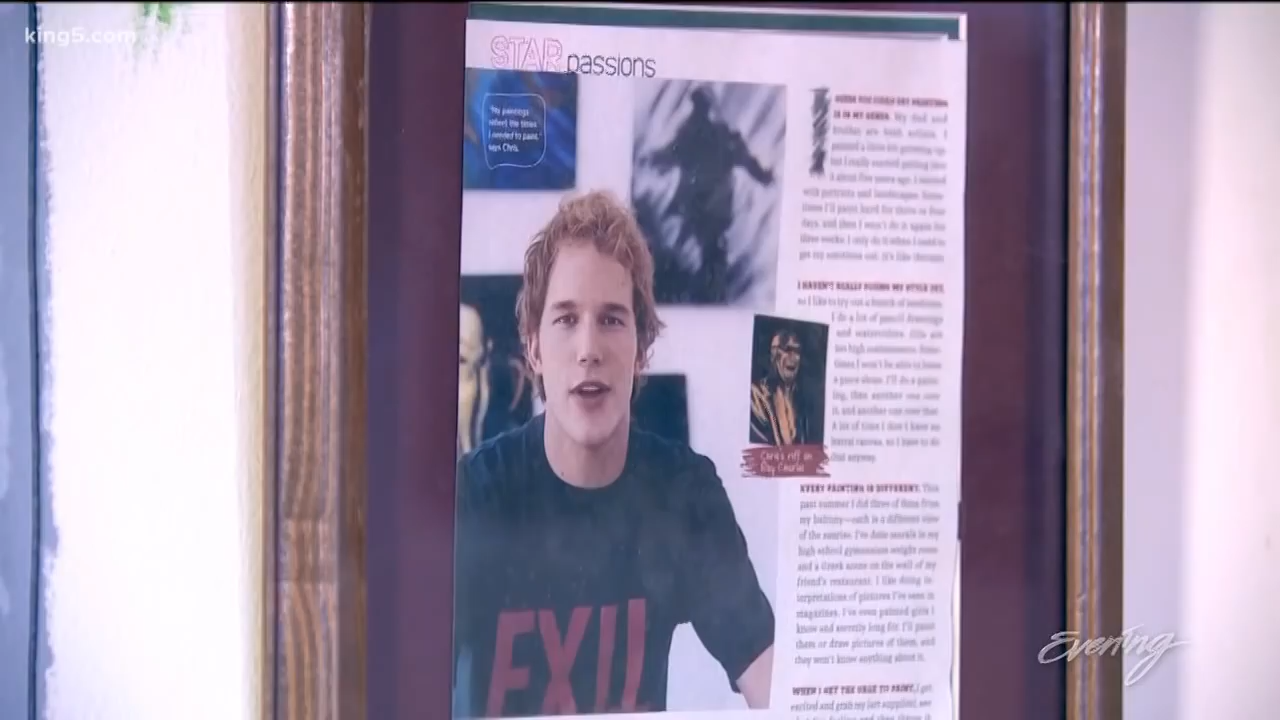 king5.com
STAR passions
"My paintings
reflect the times
I needed to paint,"
says Chris.
I GUESS YOU COULD SAY PAINTING
IS IN MY GENES. My dad and
brother are both artists. I
painted a little bit growing up,
but I really started getting into
it about five years ago. I started
with portraits and landscapes. Some-
times I'll paint hard for three or four
days, and then I won't do it again for
three weeks. I only do it when I need to
get my emotions out. It's like therapy.
I HAVEN'T REALLY FOUND MY STYLE YET,
so I like to try out a bunch of
I do a lot of pencil drawings
and watercolors. Oils are
too high maintenance. Some-
times I won't be able to leave
a piece alone. I'll do a paint-
ing, then another one over
it, and another one over that.
A lot of time I don't have an
extra canvas, so I have to do
that anyway.
Chris's riff on
Ray Charles
EVERY PAINTING IS DIFFERENT. This
past summer I did three of them from
my balcony—each is a different view
of the sunrise. I've done murals in my
high school gymnasium weight room
and a Greek scene on the wall of my
friend's restaurant. I like doing in-
terpretations of pictures I've seen in
magazines. I've even painted girls I
know and secretly long for. I'll paint
them or draw pictures of them, and
they won't know anything about it.
WHEN I GET THE URGE TO PAINT, I get
excited and grab my art supplies
EXIL
Evening